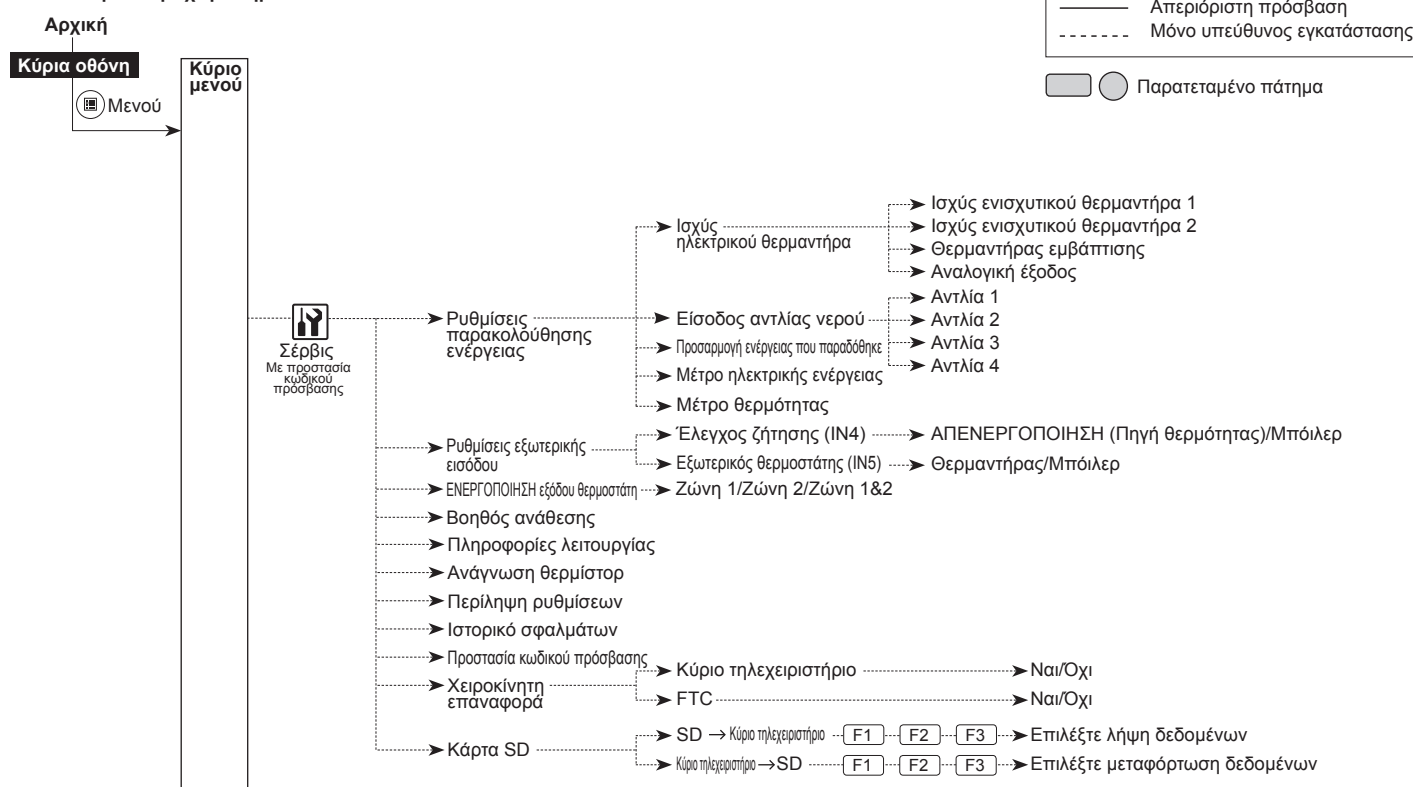 Αρχική
Κύρια οθόνη
Μενού
Κύριο
μενού
Απεριόριστη πρόσβαση
Μόνο υπεύθυνος εγκατάστασης
Παρατεταμένο πάτημα
Σέρβις
Με προστασία
κωδικού
πρόσβασης
Ρυθμίσεις
παρακολούθησης
ενέργειας
Ισχύς
ηλεκτρικού θερμαντήρα
Ισχύς ενισχυτικού θερμαντήρα 1
Ισχύς ενισχυτικού θερμαντήρα 2
Θερμαντήρας εμβάπτισης
Αναλογική έξοδος
Είσοδος αντλίας νερού
Αντλία 1
Αντλία 2
Αντλία 3
Αντλία 4
Προσαρμογή ενέργειας που παραδόθηκε
Μέτρο ηλεκτρικής ενέργειας
Μέτρο θερμότητας
Ρυθμίσεις εξωτερικής
εισόδου
Έλεγχος ζήτησης (IN4) ΑΠΕΝΕΡΓΟΠΟΙΗΣΗ (Πηγή θερμότητας)/Μπόιλερ
Εξωτερικός θερμοστάτης (IN5) Θερμαντήρας/Μπόιλερ
ΕΝΕΡΓΟΠΟΙΗΣΗ εξόδου θερμοστάτη Ζώνη 1/Ζώνη 2/Ζώνη 1&2
Βοηθός ανάθεσης
Πληροφορίες λειτουργίας
Ανάγνωση θερμίστορ
Περίληψη ρυθμίσεων
Ιστορικό σφαλμάτων
Προστασία κωδικού πρόσβασης
Χειροκίνητη
επαναφορά
Κύριο τηλεχειριστήριο Ναι/Όχι
FTC Ναι/Όχι
Κάρτα SD
SD → Κύριο τηλεχειριστήριο F1 F2 F3 Επιλέξτε λήψη δεδομένων
Κύριο τηλεχειριστήριο → SD F1 F2 F3 Επιλέξτε μεταφόρτωση δεδομένων